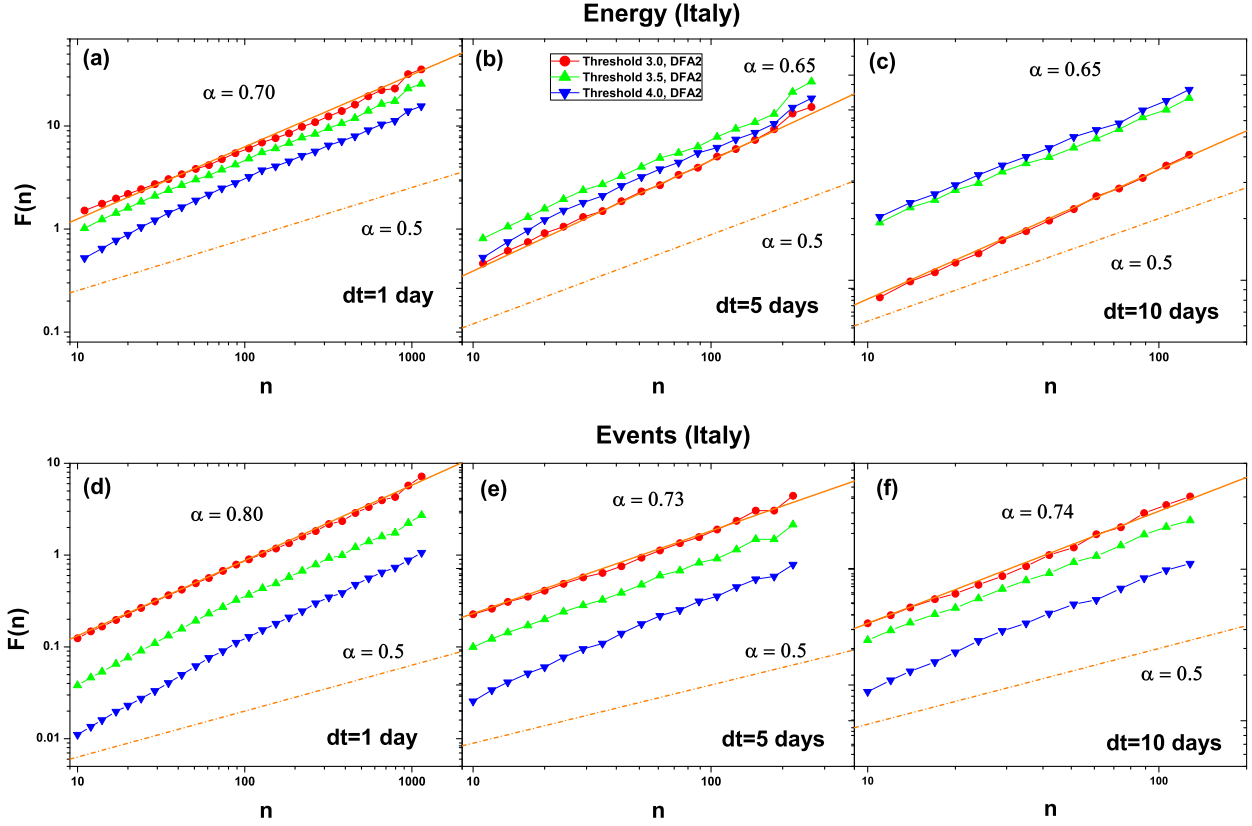 Energy (Italy)
(a)
α = 0.70
α = 0.5
dt=1 day
F(n)
10
1
0.1
10
100
1000
n
(b)
Threshold 3.0, DFA2
Threshold 3.5, DFA2
Threshold 4.0, DFA2
α = 0.65
α = 0.5
dt=5 days
10
100
n
(c)
α = 0.65
α = 0.5
dt=10 days
10
100
n
Events (Italy)
(d)
α = 0.80
α = 0.5
dt=1 day
F(n)
10
1
0.1
0.01
10
100
1000
n
(e)
α = 0.73
α = 0.5
dt=5 days
10
100
n
(f)
α = 0.74
α = 0.5
dt=10 days
10
100
n